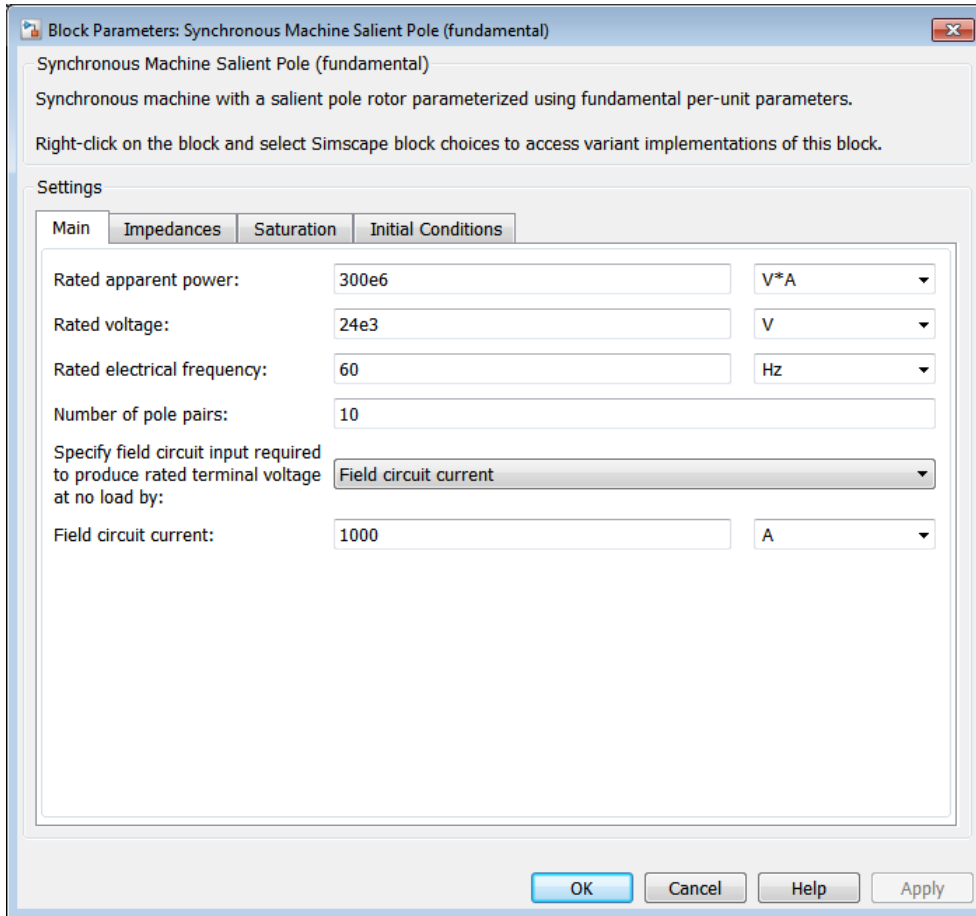 Block Parameters: Synchronous Machine Salient Pole (fundamental)
Synchronous Machine Salient Pole (fundamental)
Synchronous machine with a salient pole rotor parameterized using fundamental per-unit parameters.
Right-click on the block and select Simscape block choices to access variant implementations of this block.
Settings
Main Impedances Saturation Initial Conditions
Rated apparent power: 300e6 V*A
Rated voltage: 24e3 V
Rated electrical frequency: 60 Hz
Number of pole pairs: 10
Specify field circuit input required
to produce rated terminal voltage Field circuit current
at no load by:
Field circuit current: 1000 A
OK Cancel Help Apply